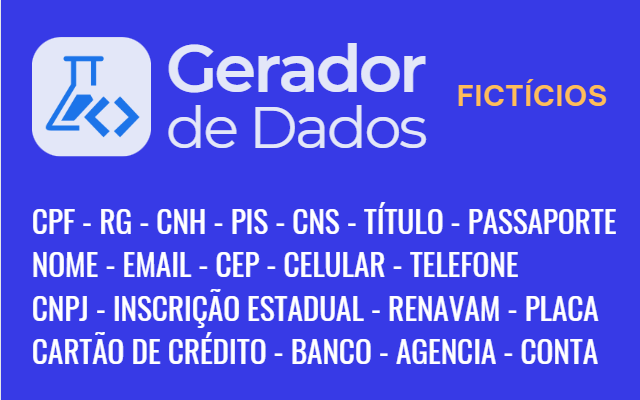 Gerador
de Dados
FICTÍCIOS
CPF - RG - CNH - PIS - CNS - TÍTULO - PASSAPORTE
NOME - EMAIL - CEP - CELULAR - TELEFONE
CNPJ - INSCRIÇÃO ESTADUAL - RENAVAM - PLACA
CARTÃO DE CRÉDITO - BANCO - AGENCIA - CONTA